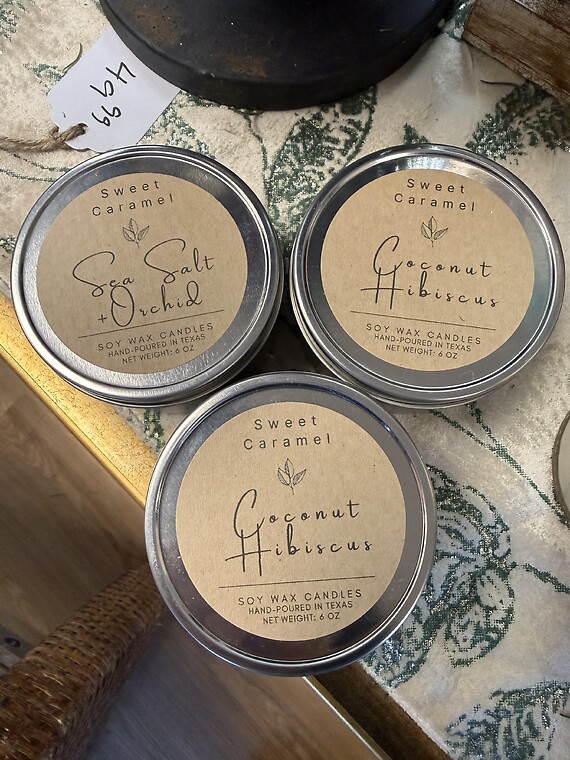 49 99
Sweet
Caramel
Sea Salt
+ Orchid
SOY WAX CANDLES
HAND-POURED IN TEXAS
NET WEIGHT: 6 OZ
Sweet
Caramel
Coconut
Hibiscus
SOY WAX CANDLES
HAND-POURED IN TEXAS
NET WEIGHT: 6 OZ
Sweet
Caramel
Coconut
Hibiscus
SOY WAX CANDLES
HAND-POURED IN TEXAS
NET WEIGHT: 6 OZ